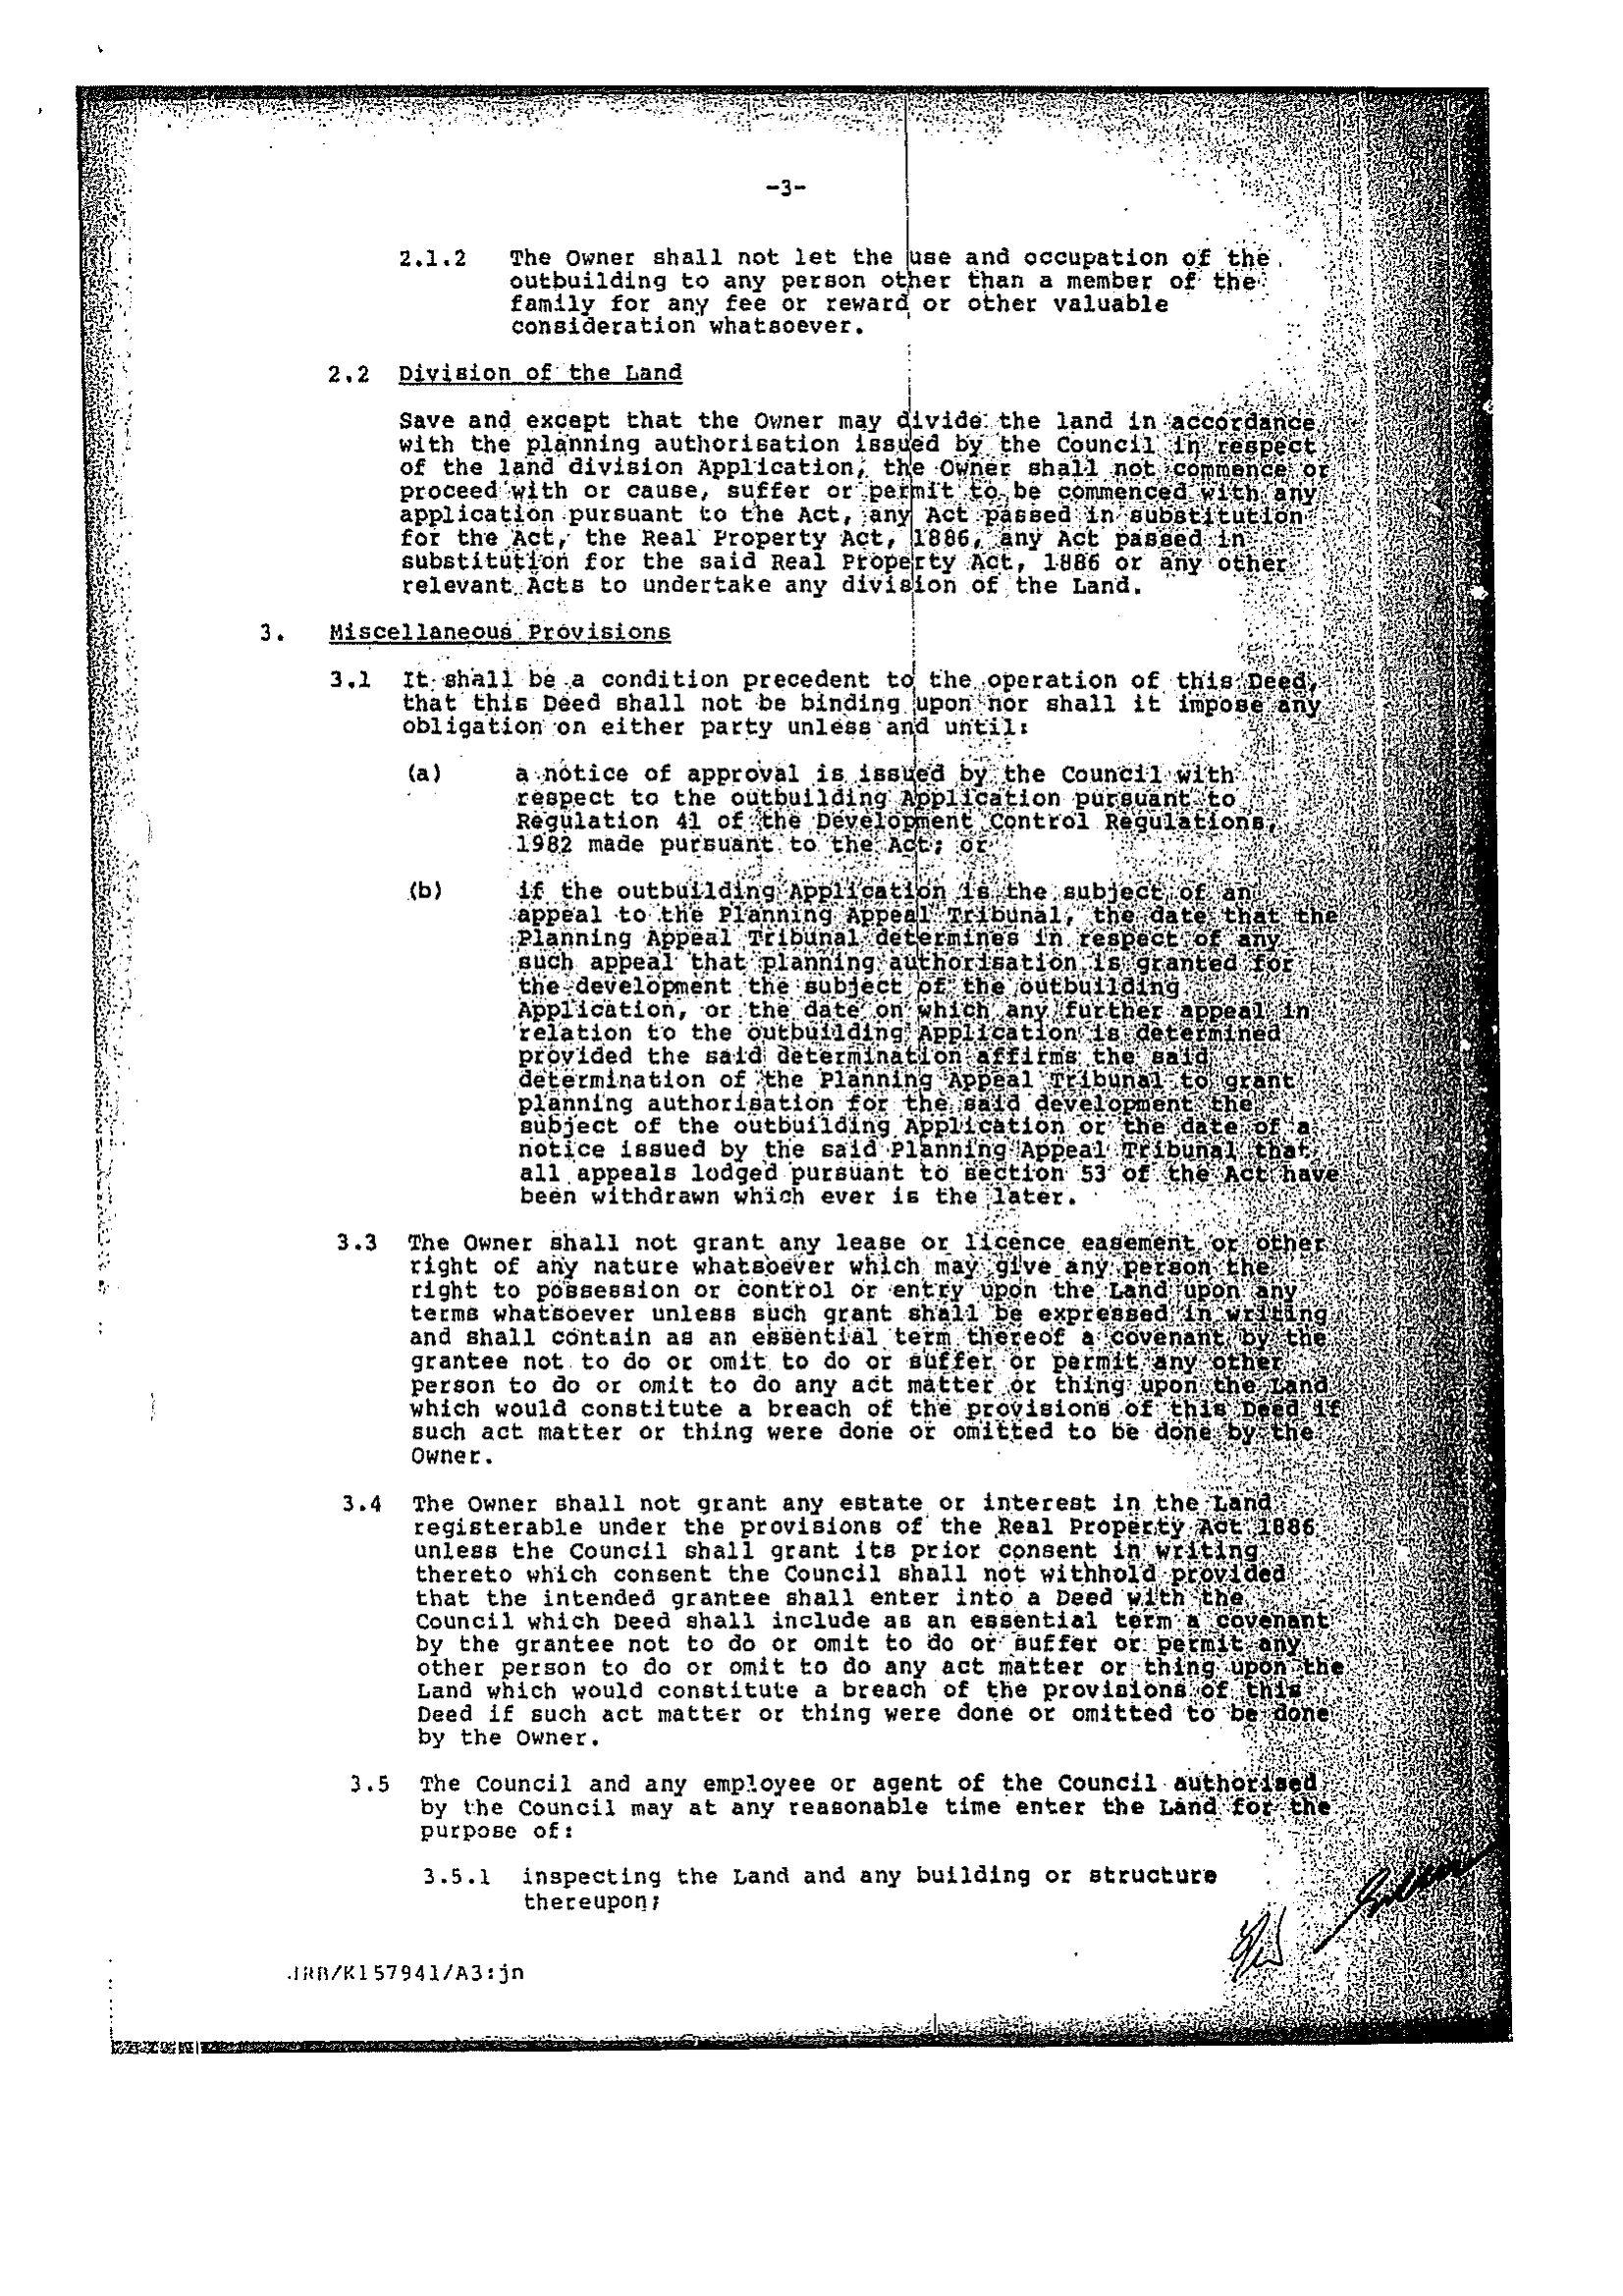 -3-
2.1.2 The Owner shall not let the use and occupation of the
outbuilding to any person other than a member of the
family for any fee or reward or other valuable
consideration whatsoever.
2.2 Division of the Land
Save and except that the Owner may divide the land in accordance
with the planning authorisation issued by the Council in respect
of the land division Application, the Owner shall not commence or
proceed with or cause, suffer or permit to be commenced with any
application pursuant to the Act, any Act passed in substitution
for the Act, the Real Property Act, 1886, any Act passed in
substitution for the said Real Property Act, 1886 or any other
relevant Acts to undertake any division of the Land.
3. Miscellaneous Provisions
3.1 It shall be a condition precedent to the operation of this Deed,
that this Deed shall not be binding upon nor shall it impose any
obligation on either party unless and until:
(a) a notice of approval is issued by the Council with
respect to the outbuilding Application pursuant to
Regulation 41 of the Development Control Regulations,
1982 made pursuant to the Act; or
(b) if the outbuilding Application is the subject of an
appeal to the Planning Appeal Tribunal, the date that the
Planning Appeal Tribunal determines in respect of any
such appeal that planning authorisation is granted for
the development the subject of the outbuilding
Application, or the date on which any further appeal in
relation to the outbuilding Application is determined
provided the said determination affirms the said
determination of the Planning Appeal Tribunal to grant
planning authorisation for the said development the
subject of the outbuilding Application or the date of a
notice issued by the said Planning Appeal Tribunal that
all appeals lodged pursuant to section 53 of the Act have
been withdrawn which ever is the later.
3.3 The Owner shall not grant any lease or licence easement or other
right of any nature whatsoever which may give any person the
right to possession or control or entry upon the Land upon any
terms whatsoever unless such grant shall be expressed in writing
and shall contain as an essential term thereof a covenant by the
grantee not to do or omit to do or suffer or permit any other
person to do or omit to do any act matter or thing upon the Land
which would constitute a breach of the provisions of this Deed if
such act matter or thing were done or omitted to be done by the
Owner.
3.4 The Owner shall not grant any estate or interest in the Land
registerable under the provisions of the Real Property Act 1886
unless the Council shall grant its prior consent in writing
thereto which consent the Council shall not withhold provided
that the intended grantee shall enter into a Deed with the
Council which Deed shall include as an essential term a covenant
by the grantee not to do or omit to do or suffer or permit any
other person to do or omit to do any act matter or thing upon the
Land which would constitute a breach of the provisions of this
Deed if such act matter or thing were done or omitted to be done
by the Owner.
3.5 The Council and any employee or agent of the Council authorised
by the Council may at any reasonable time enter the Land for the
purpose of:
3.5.1 inspecting the Land and any building or structure
thereupon;
JRB/K157941/A3:jn